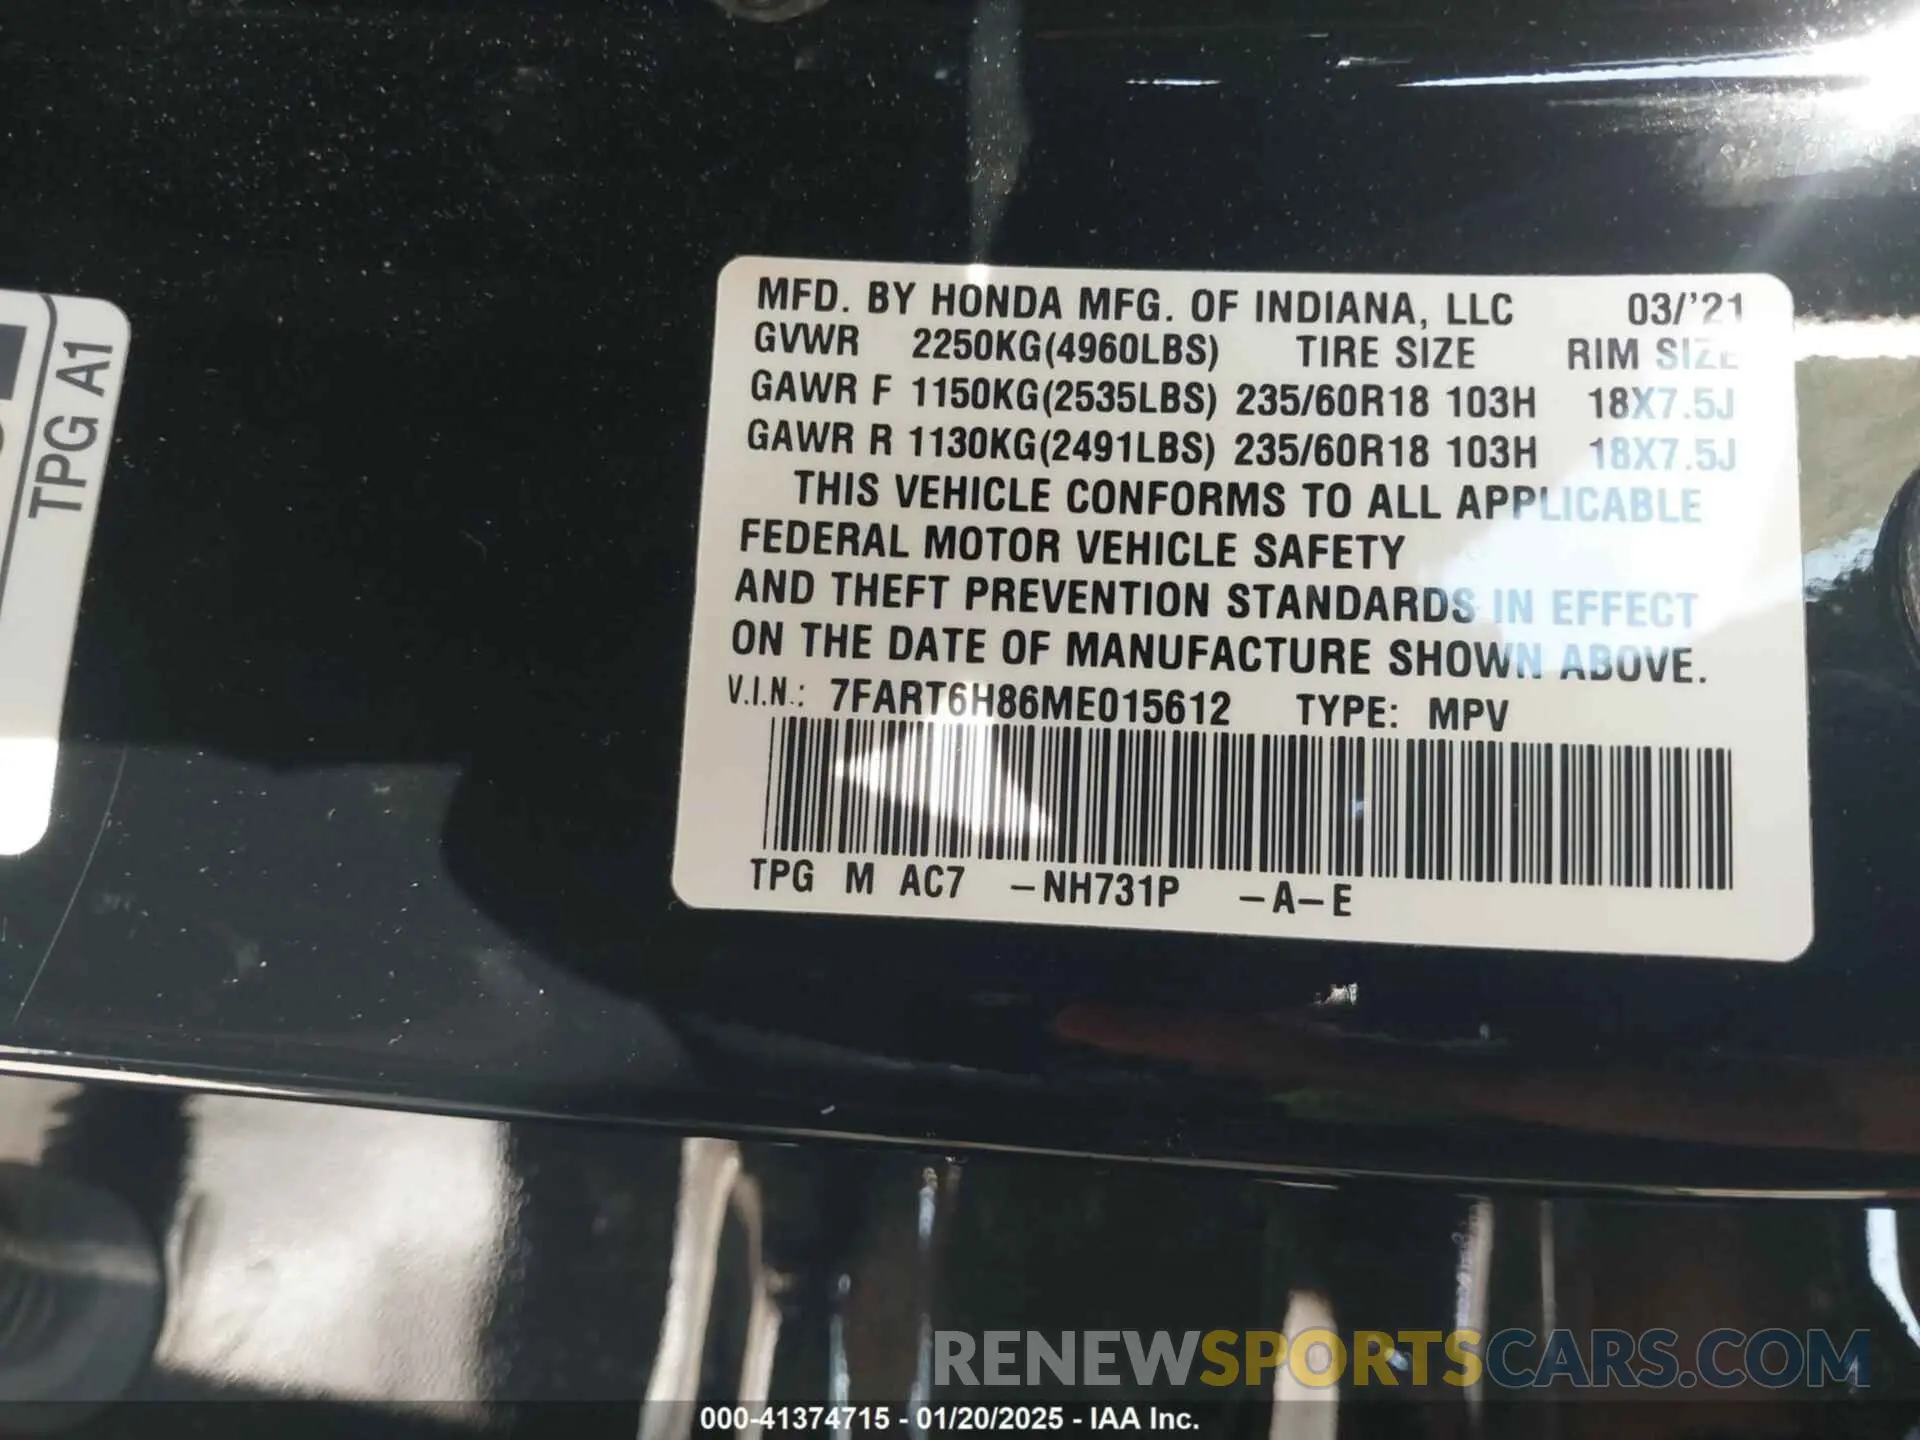 TPG A1
MFD. BY HONDA MFG. OF INDIANA, LLC 03/'21
GVWR 2250KG(4960LBS) TIRE SIZE RIM SIZE
GAWR F 1150KG(2535LBS) 235/60R18 103H 18X7.5J
GAWR R 1130KG(2491LBS) 235/60R18 103H 18X7.5J
THIS VEHICLE CONFORMS TO ALL APPLICABLE
FEDERAL MOTOR VEHICLE SAFETY
AND THEFT PREVENTION STANDARDS IN EFFECT
ON THE DATE OF MANUFACTURE SHOWN ABOVE.
V.I.N.: 7FART6H86ME015612 TYPE: MPV
TPG M AC7 -NH731P -A-E
RENEWSPORTSCARS.COM
000-41374715 - 01/20/2025 - IAA Inc.